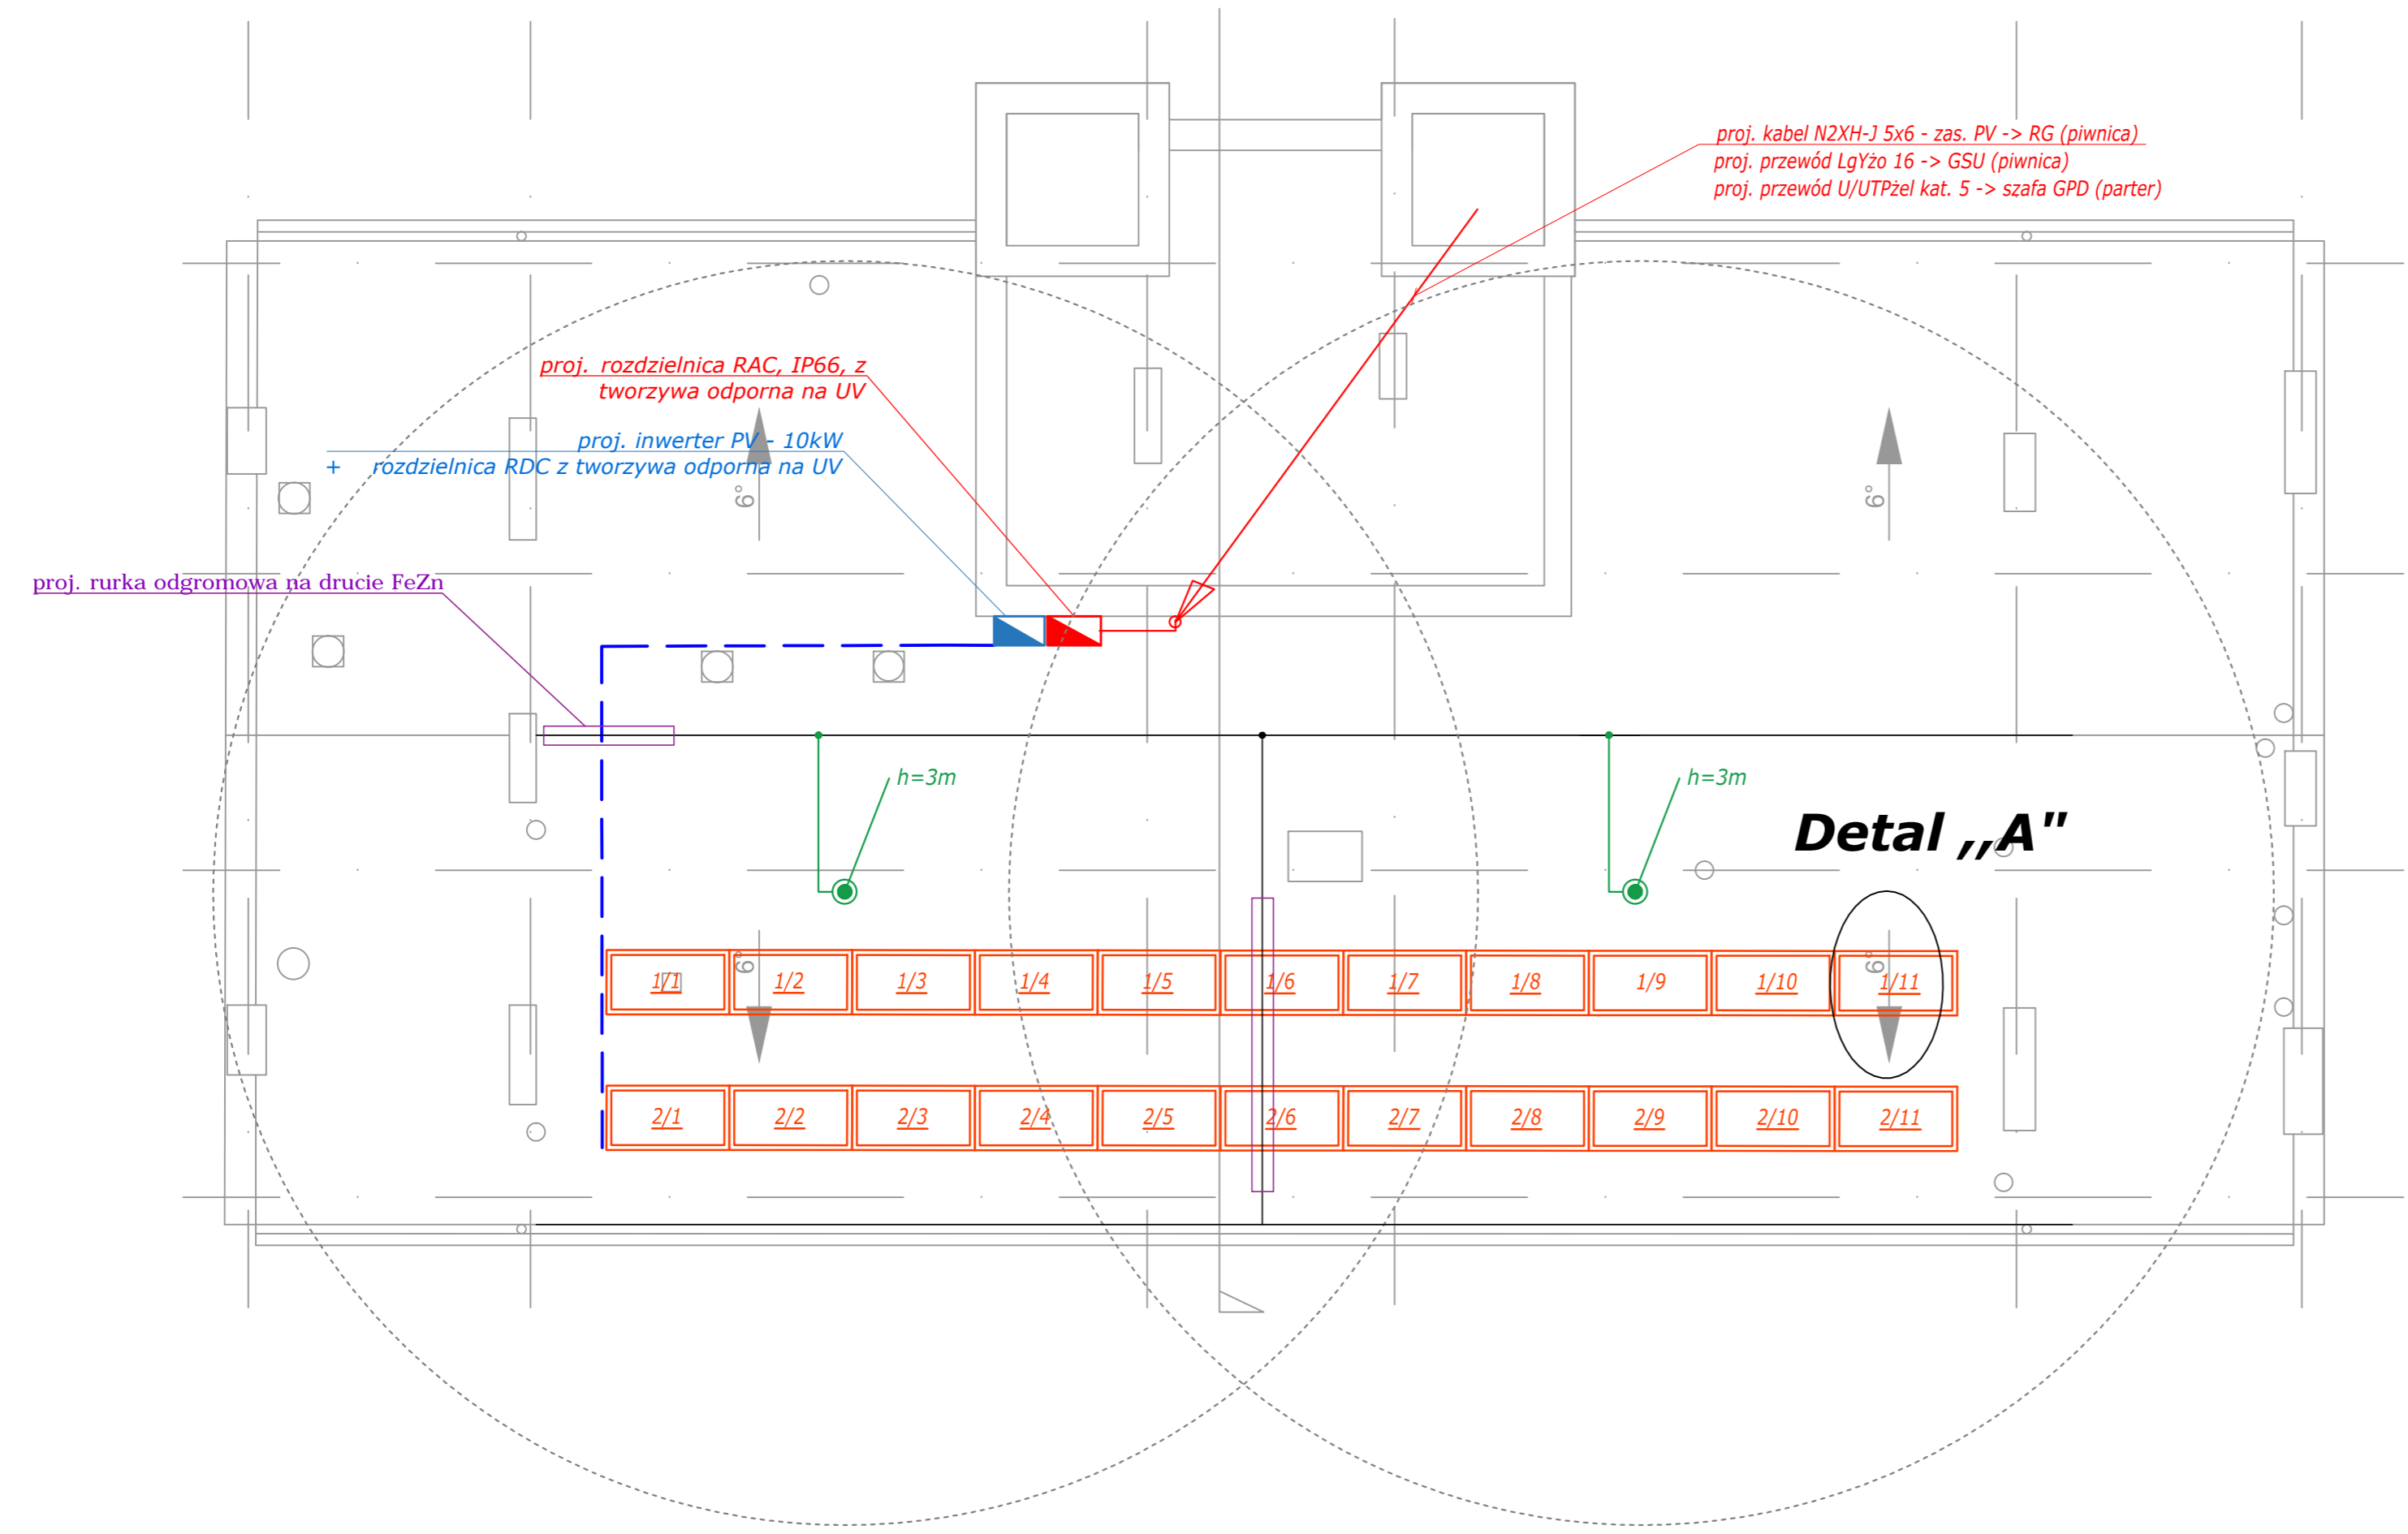 proj. kabel N2XH-J 5x6 - zas. PV -> RG (piwnica)
proj. przewód LgYżo 16 -> GSU (piwnica)
proj. przewód U/UTPżel kat. 5 -> szafa GPD (parter)
proj. rozdzielnica RAC, IP66, z
tworzywa odporna na UV
proj. inwerter PV - 10kW
+ rozdzielnica RDC z tworzywa odporna na UV
6°
6°
proj. rurka odgromowa na drucie FeZn
h=3m
h=3m
Detal ,,A"
6°
6°
1/1 1/2 1/3 1/4 1/5 1/6 1/7 1/8 1/9 1/10 1/11
2/1 2/2 2/3 2/4 2/5 2/6 2/7 2/8 2/9 2/10 2/11